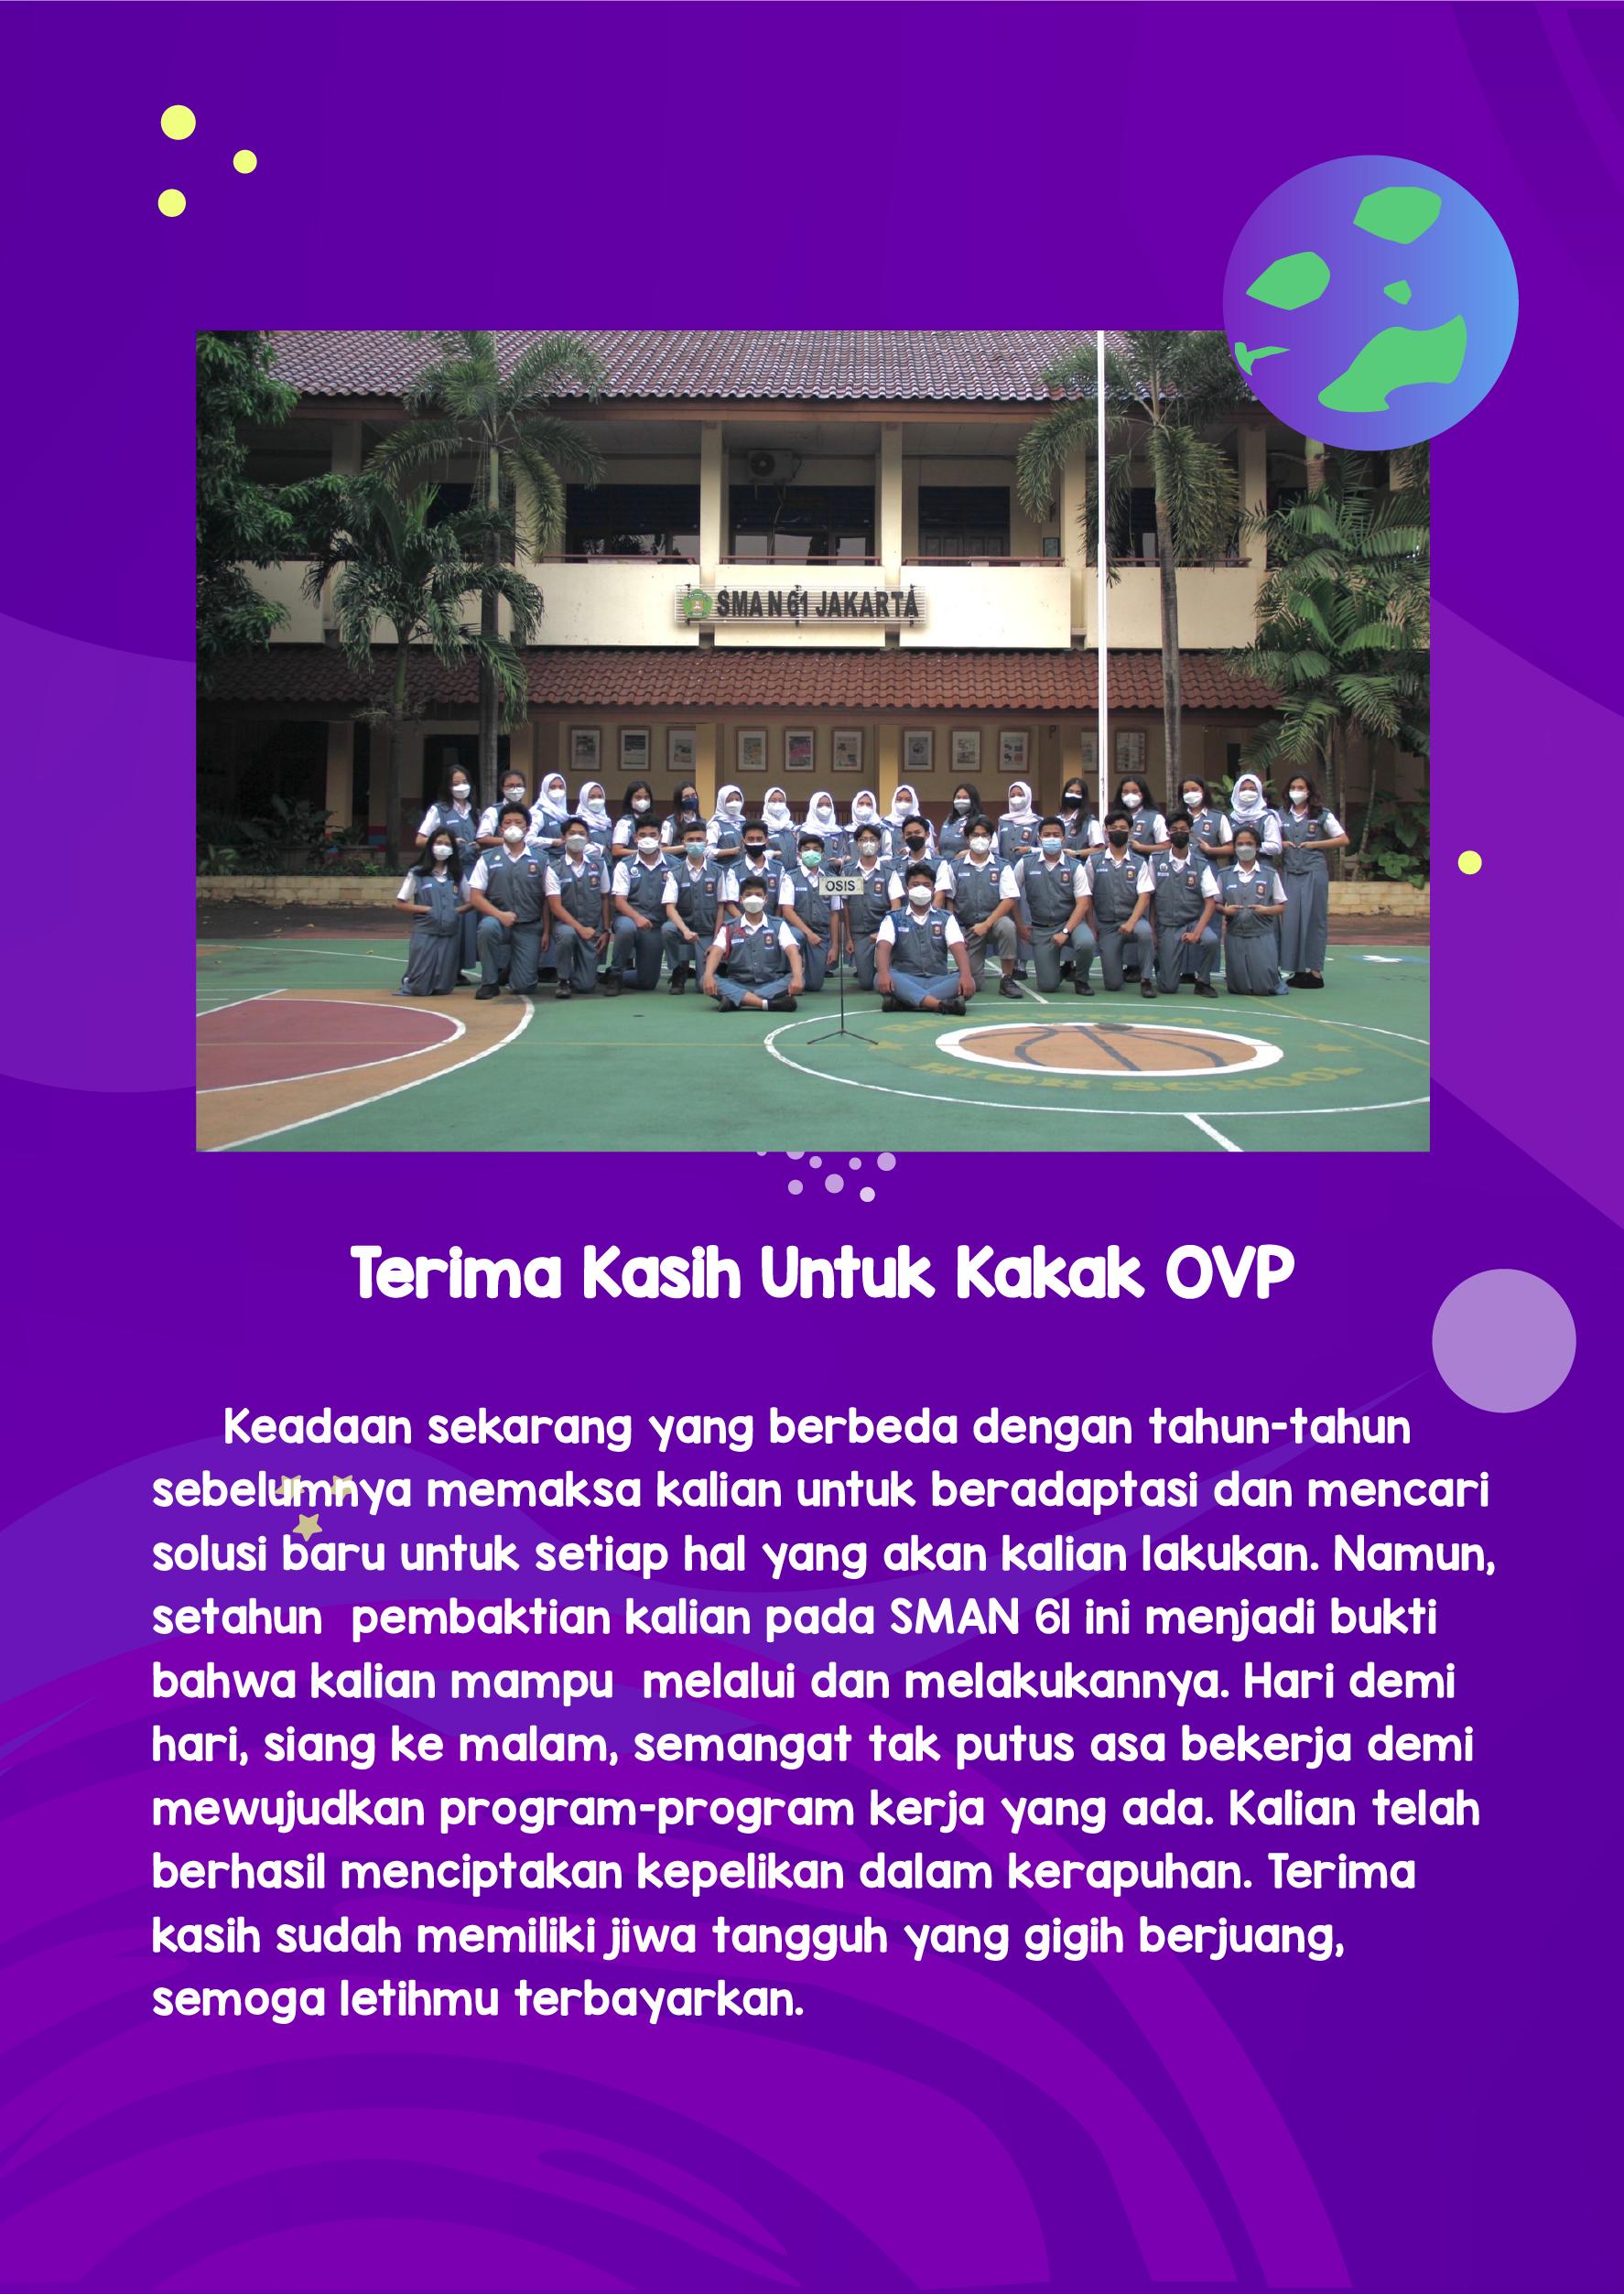 SMAN 61 JAKARTA
OSIS
HIGH SCHOOL
Terima Kasih Untuk Kakak OVP
Keadaan sekarang yang berbeda dengan tahun-tahun
sebelumnya memaksa kalian untuk beradaptasi dan mencari
solusi baru untuk setiap hal yang akan kalian lakukan. Namun,
setahun  pembaktian kalian pada SMAN 61 ini menjadi bukti
bahwa kalian mampu  melalui dan melakukannya. Hari demi
hari, siang ke malam, semangat tak putus asa bekerja demi
mewujudkan program-program kerja yang ada. Kalian telah
berhasil menciptakan kepelikan dalam kerapuhan. Terima
kasih sudah memiliki jiwa tangguh yang gigih berjuang,
semoga letihmu terbayarkan.